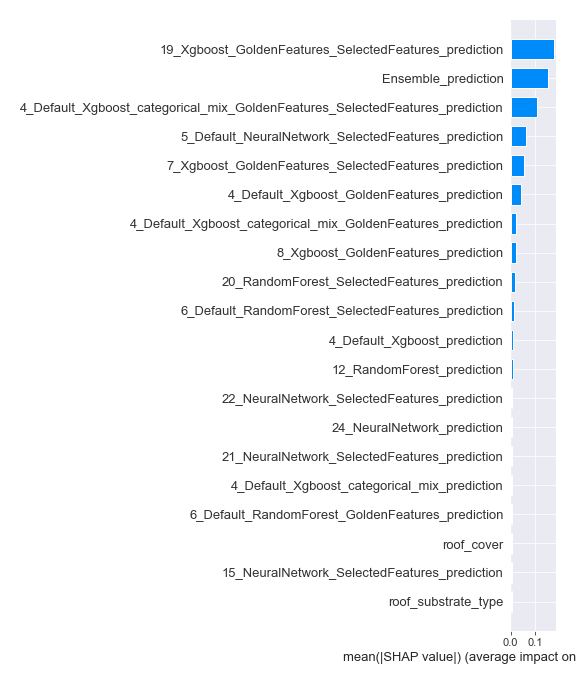 19_Xgboost_GoldenFeatures_SelectedFeatures_prediction
Ensemble_prediction
4_Default_Xgboost_categorical_mix_GoldenFeatures_SelectedFeatures_prediction
5_Default_NeuralNetwork_SelectedFeatures_prediction
7_Xgboost_GoldenFeatures_SelectedFeatures_prediction
4_Default_Xgboost_GoldenFeatures_prediction
4_Default_Xgboost_categorical_mix_GoldenFeatures_prediction
8_Xgboost_GoldenFeatures_prediction
20_RandomForest_SelectedFeatures_prediction
6_Default_RandomForest_SelectedFeatures_prediction
4_Default_Xgboost_prediction
12_RandomForest_prediction
22_NeuralNetwork_SelectedFeatures_prediction
24_NeuralNetwork_prediction
21_NeuralNetwork_SelectedFeatures_prediction
4_Default_Xgboost_categorical_mix_prediction
6_Default_RandomForest_GoldenFeatures_prediction
roof_cover
15_NeuralNetwork_SelectedFeatures_prediction
roof_substrate_type
0.0 0.1
mean(|SHAP value|) (average impact on